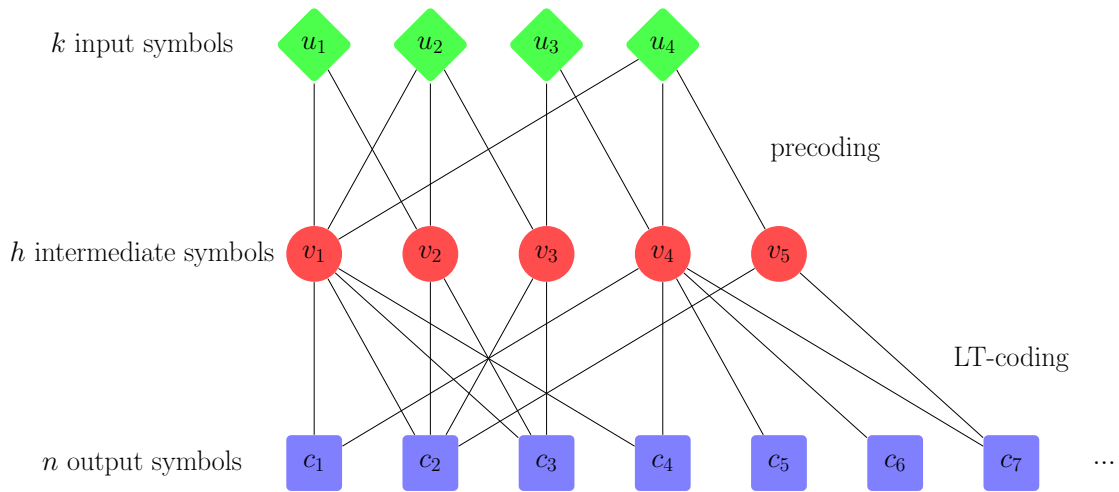 k input symbols u₁ u₂ u₃ u₄
precoding
h intermediate symbols v₁ v₂ v₃ v₄ v₅
LT-coding
n output symbols c₁ c₂ c₃ c₄ c₅ c₆ c₇ ...